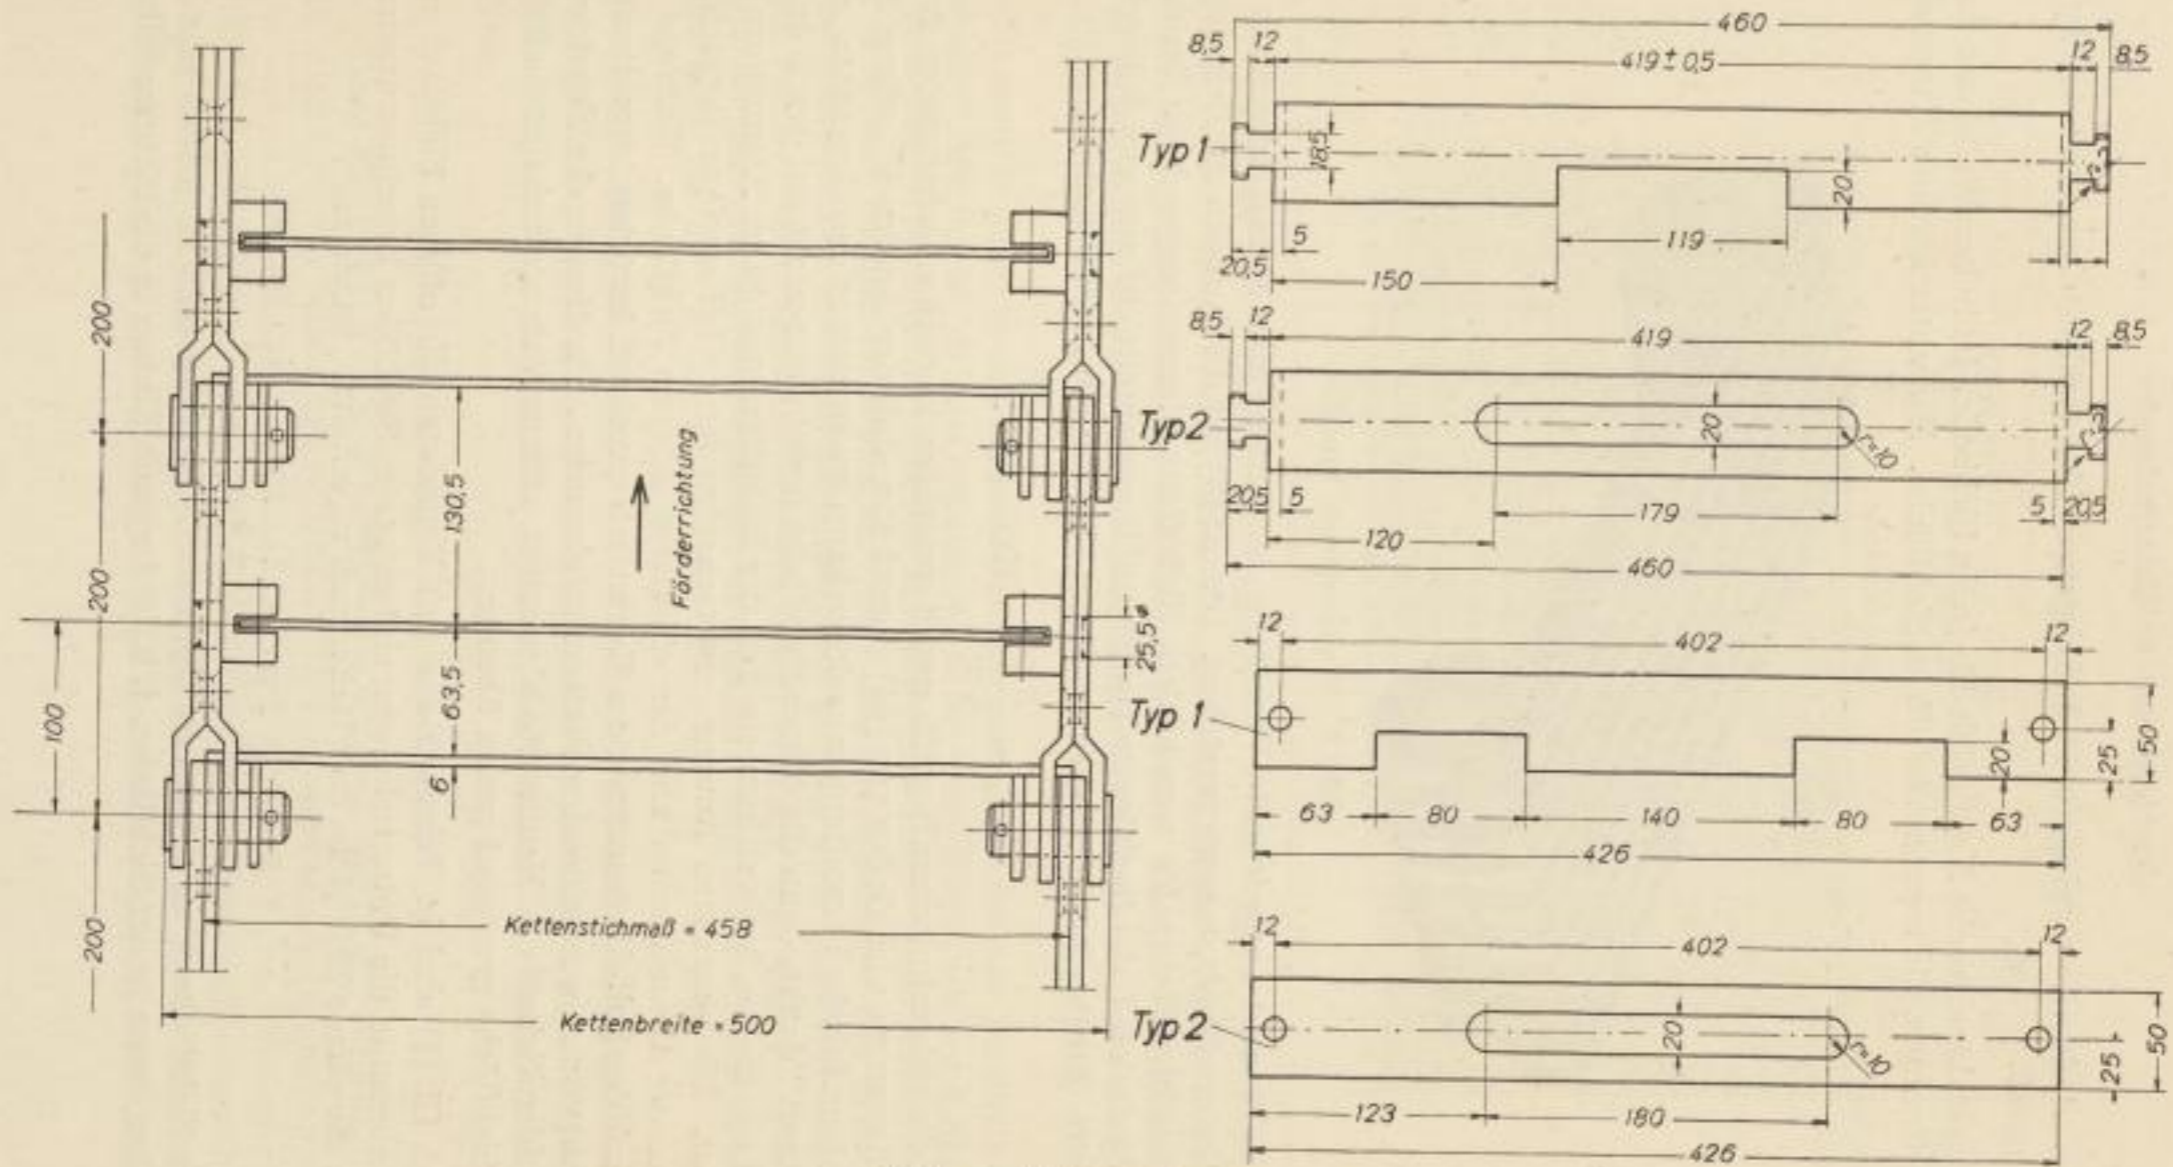 200
200
200
100
130,5
63,5
6
Förderrichtung
25,5⌀
Kettenstichmaß = 458
Kettenbreite = 500
460
8,5 12 419 ± 0,5 12 8,5
Typ 1
18,5
20
5
119
20,5
150
8,5 12 419 12 8,5
Typ 2
20
r=10
20,5 5 179 5 20,5
120
460
12 402 12
Typ 1
20
25
50
63 80 140 80 63
426
12 402 12
Typ 2
20
r=10
25
50
123 180
426